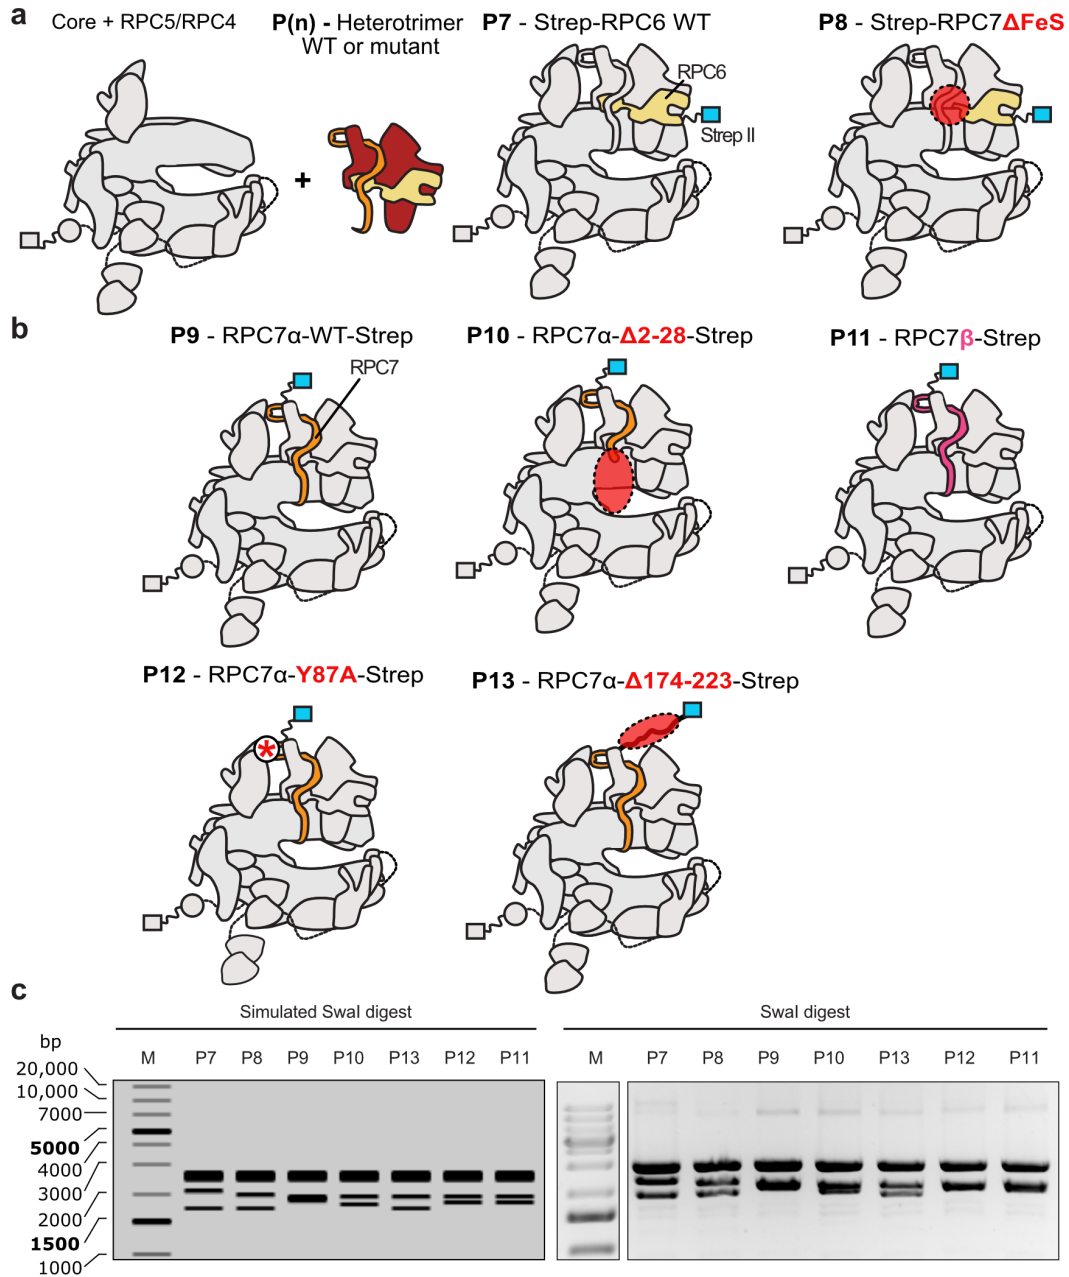 a
Core + RPC5/RPC4
P(n) - Heterotrimer
WT or mutant
P7 - Strep-RPC6 WT
P8 - Strep-RPC7ΔFeS
RPC6
Strep II
+
b
P9 - RPC7α-WT-Strep
P10 - RPC7α-Δ2-28-Strep
P11 - RPC7β-Strep
RPC7
P12 - RPC7α-Y87A-Strep
P13 - RPC7α-Δ174-223-Strep
*
c
Simulated SwaI digest
SwaI digest
bp
M P7 P8 P9 P10 P13 P12 P11
M P7 P8 P9 P10 P13 P12 P11
20,000
10,000
7000
5000
4000
3000
2000
1500
1000